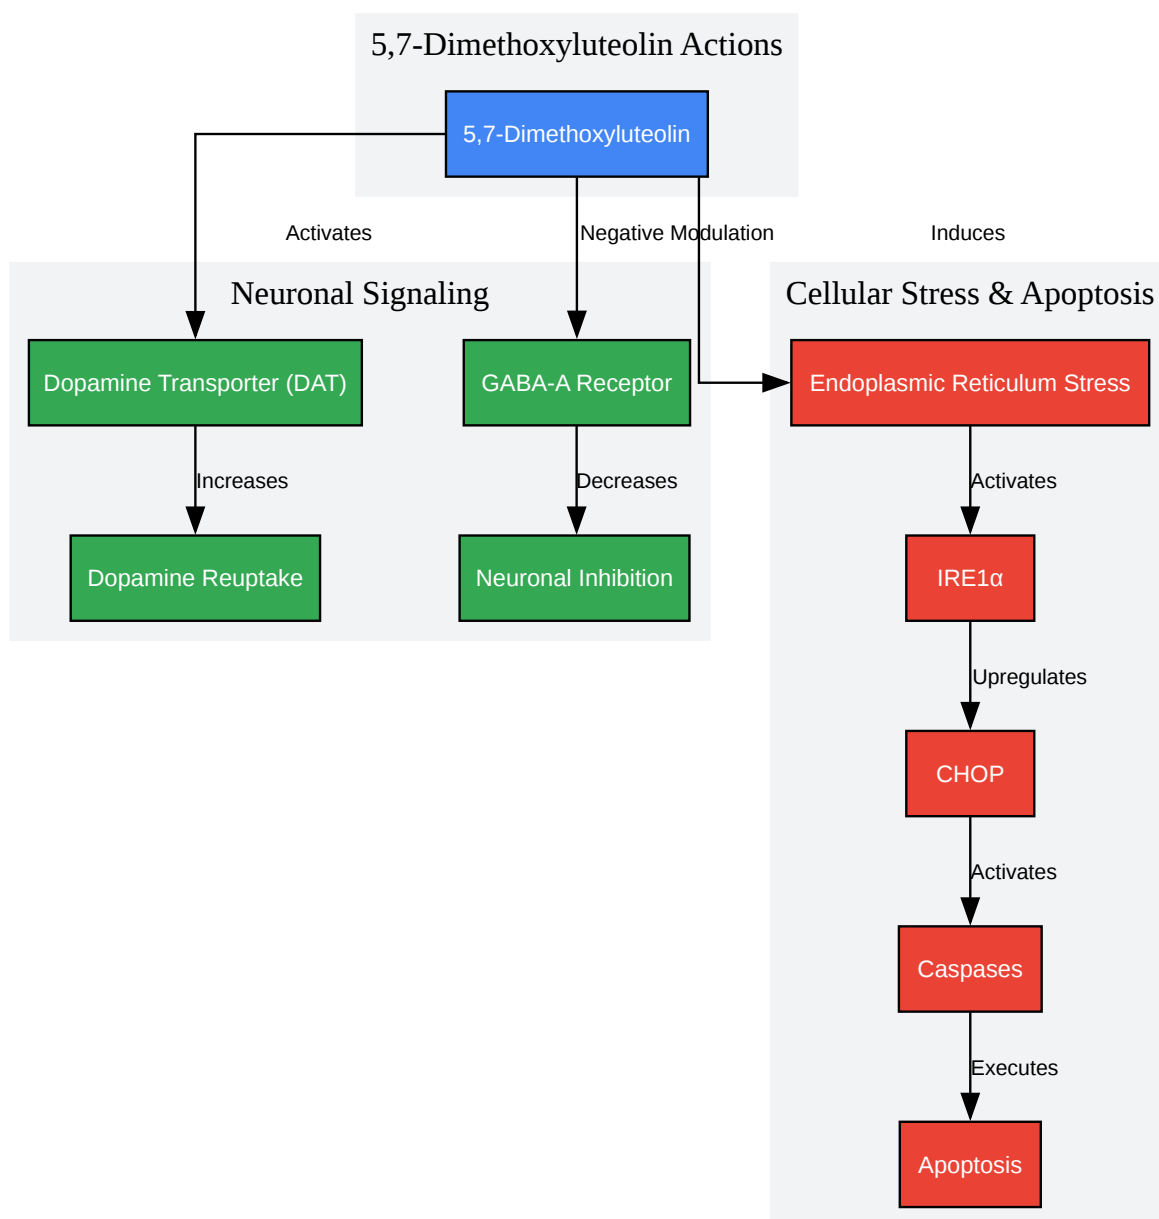 5,7-Dimethoxyluteolin Actions
5,7-Dimethoxyluteolin
Activates
Negative Modulation
Induces
Neuronal Signaling
Cellular Stress & Apoptosis
Dopamine Transporter (DAT)
GABA-A Receptor
Endoplasmic Reticulum Stress
Increases
Decreases
Activates
Dopamine Reuptake
Neuronal Inhibition
IRE1α
Upregulates
CHOP
Activates
Caspases
Executes
Apoptosis